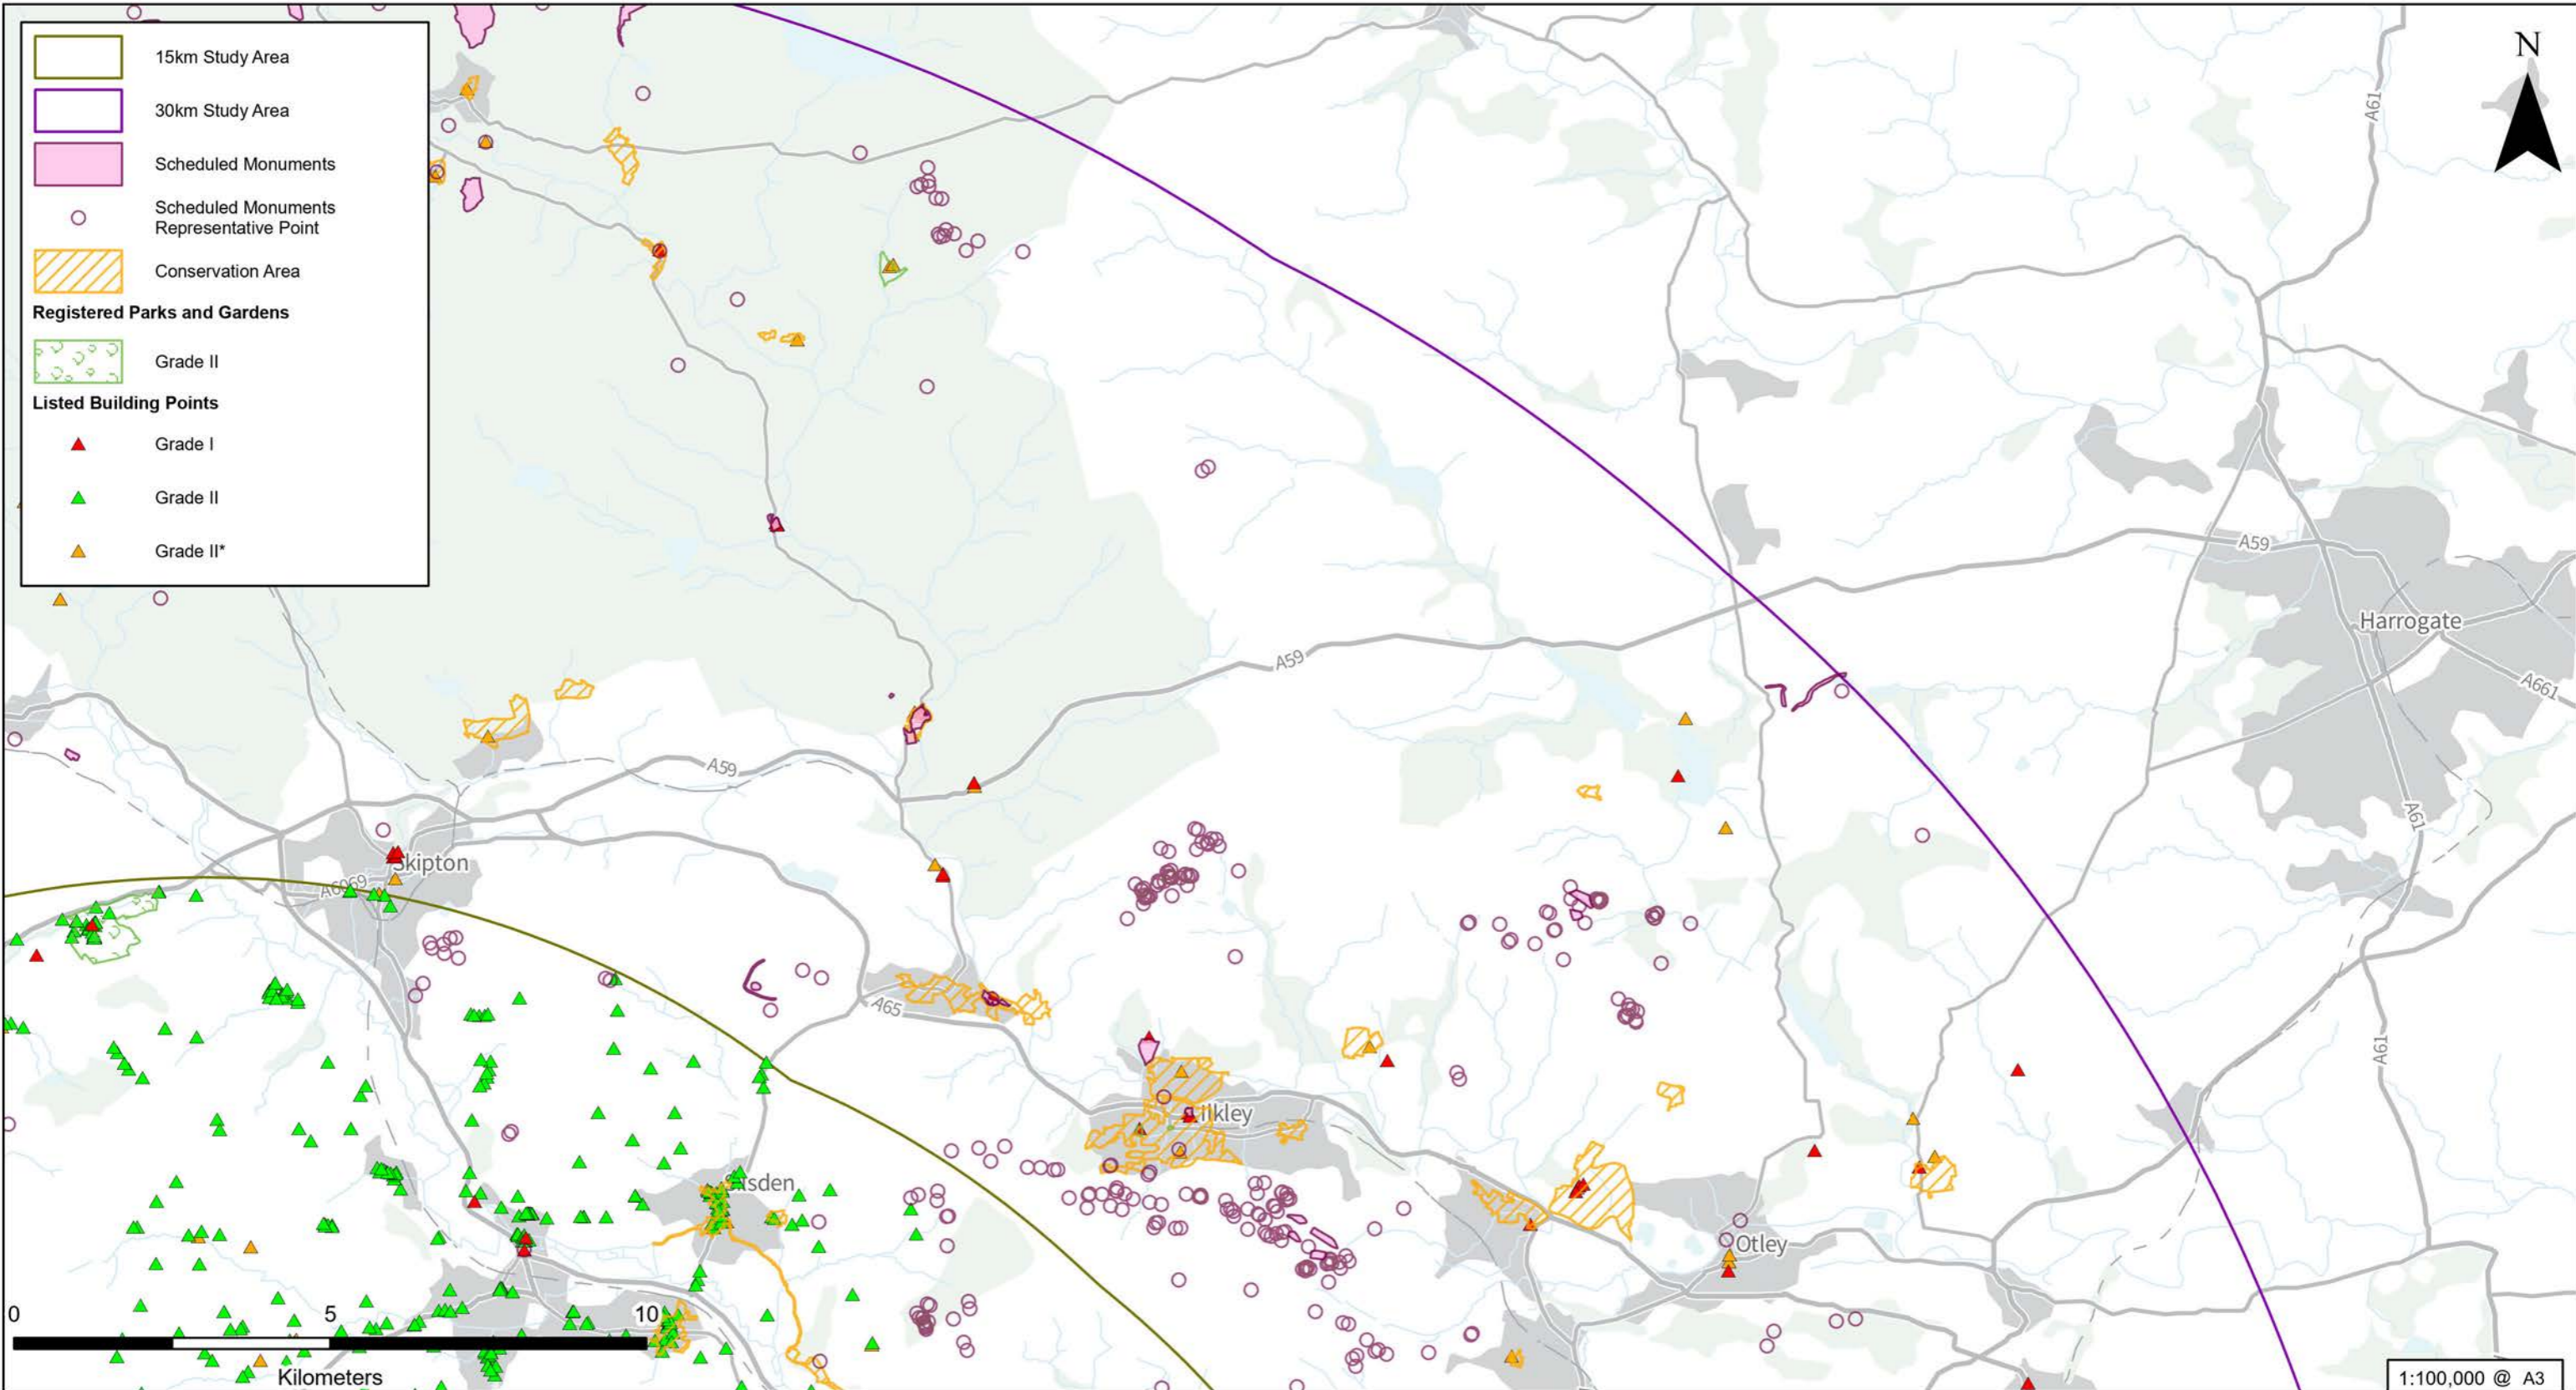 15km Study Area
30km Study Area
Scheduled Monuments
Scheduled Monuments
Representative Point
Conservation Area
Registered Parks and Gardens
Grade II
Listed Building Points
Grade I
Grade II
Grade II*
N
A61
A59
Harrogate
A59
A661
A59
A61
Skipton
A6069
A65
A61
Ilkley
Silsden
Otley
0 5 10
Kilometers
1:100,000 @ A3